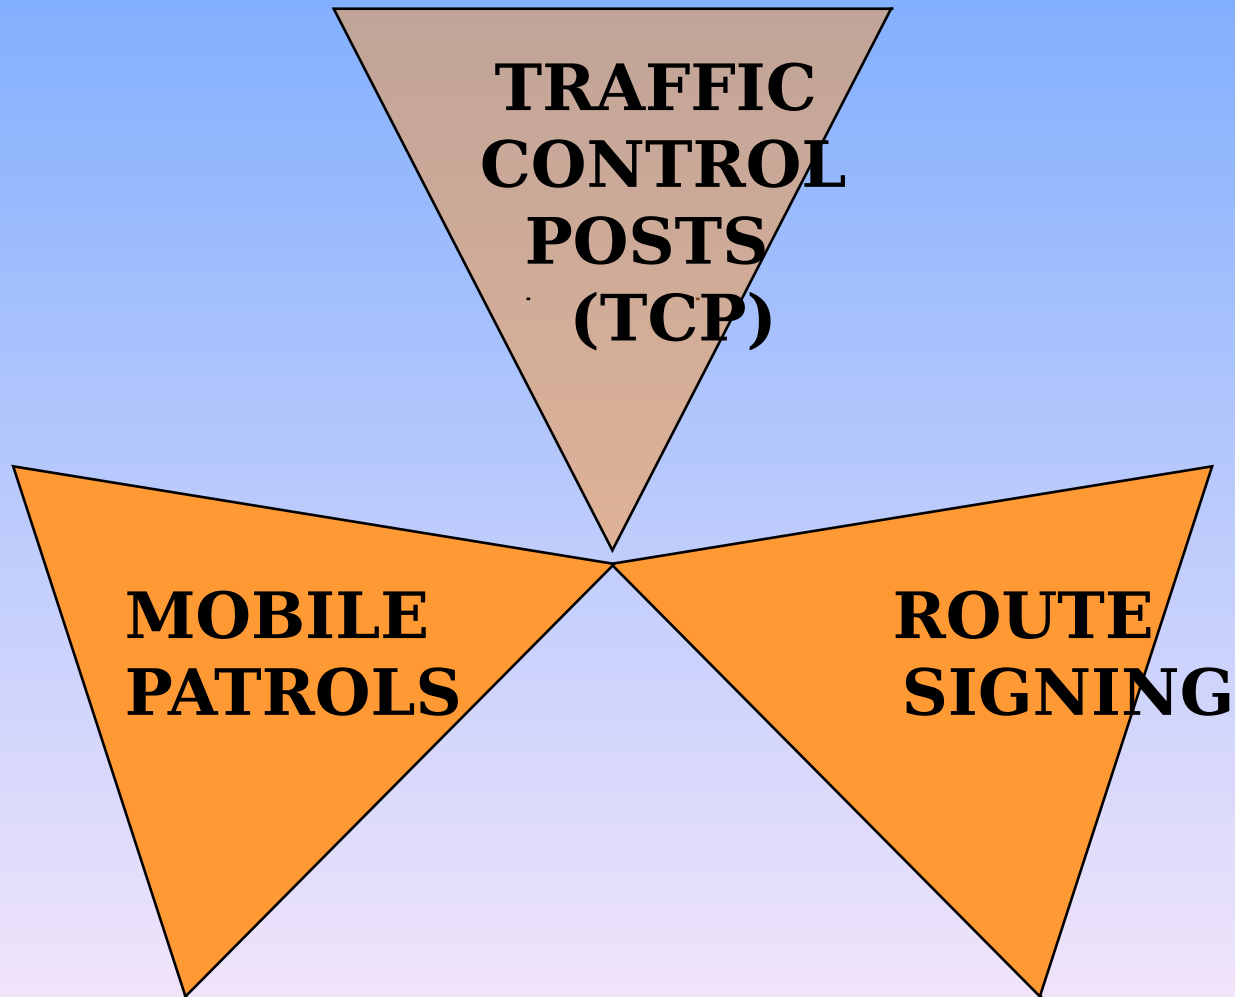 TRAFFIC
CONTROL
POSTS
(TCP)
MOBILE
PATROLS
ROUTE
SIGNING